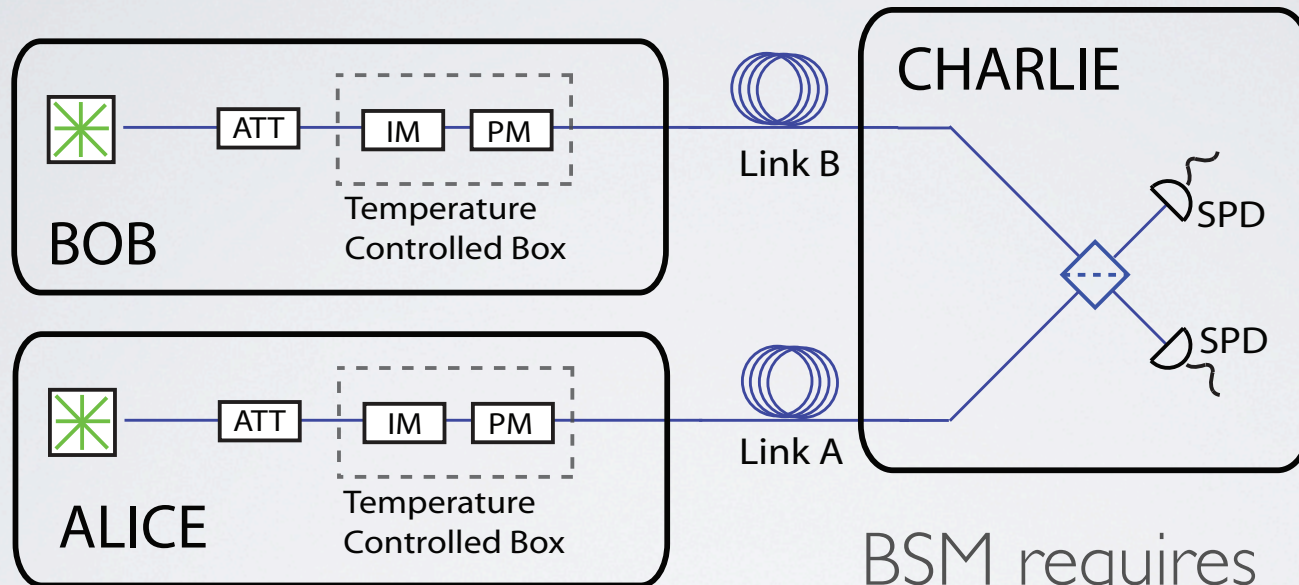 CHARLIE
ATT
IM
PM
Link B
SPD
Temperature
Controlled Box
BOB
SPD
ATT
IM
PM
Link A
Temperature
Controlled Box
ALICE
BSM requires